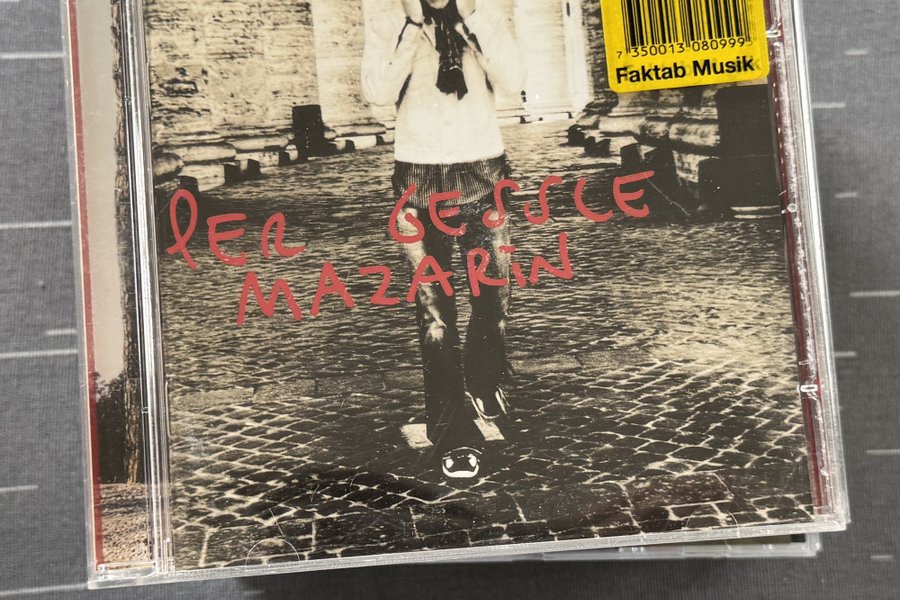 7 350013 080999
Faktab Musik
PER GESSLE
MAZARIN